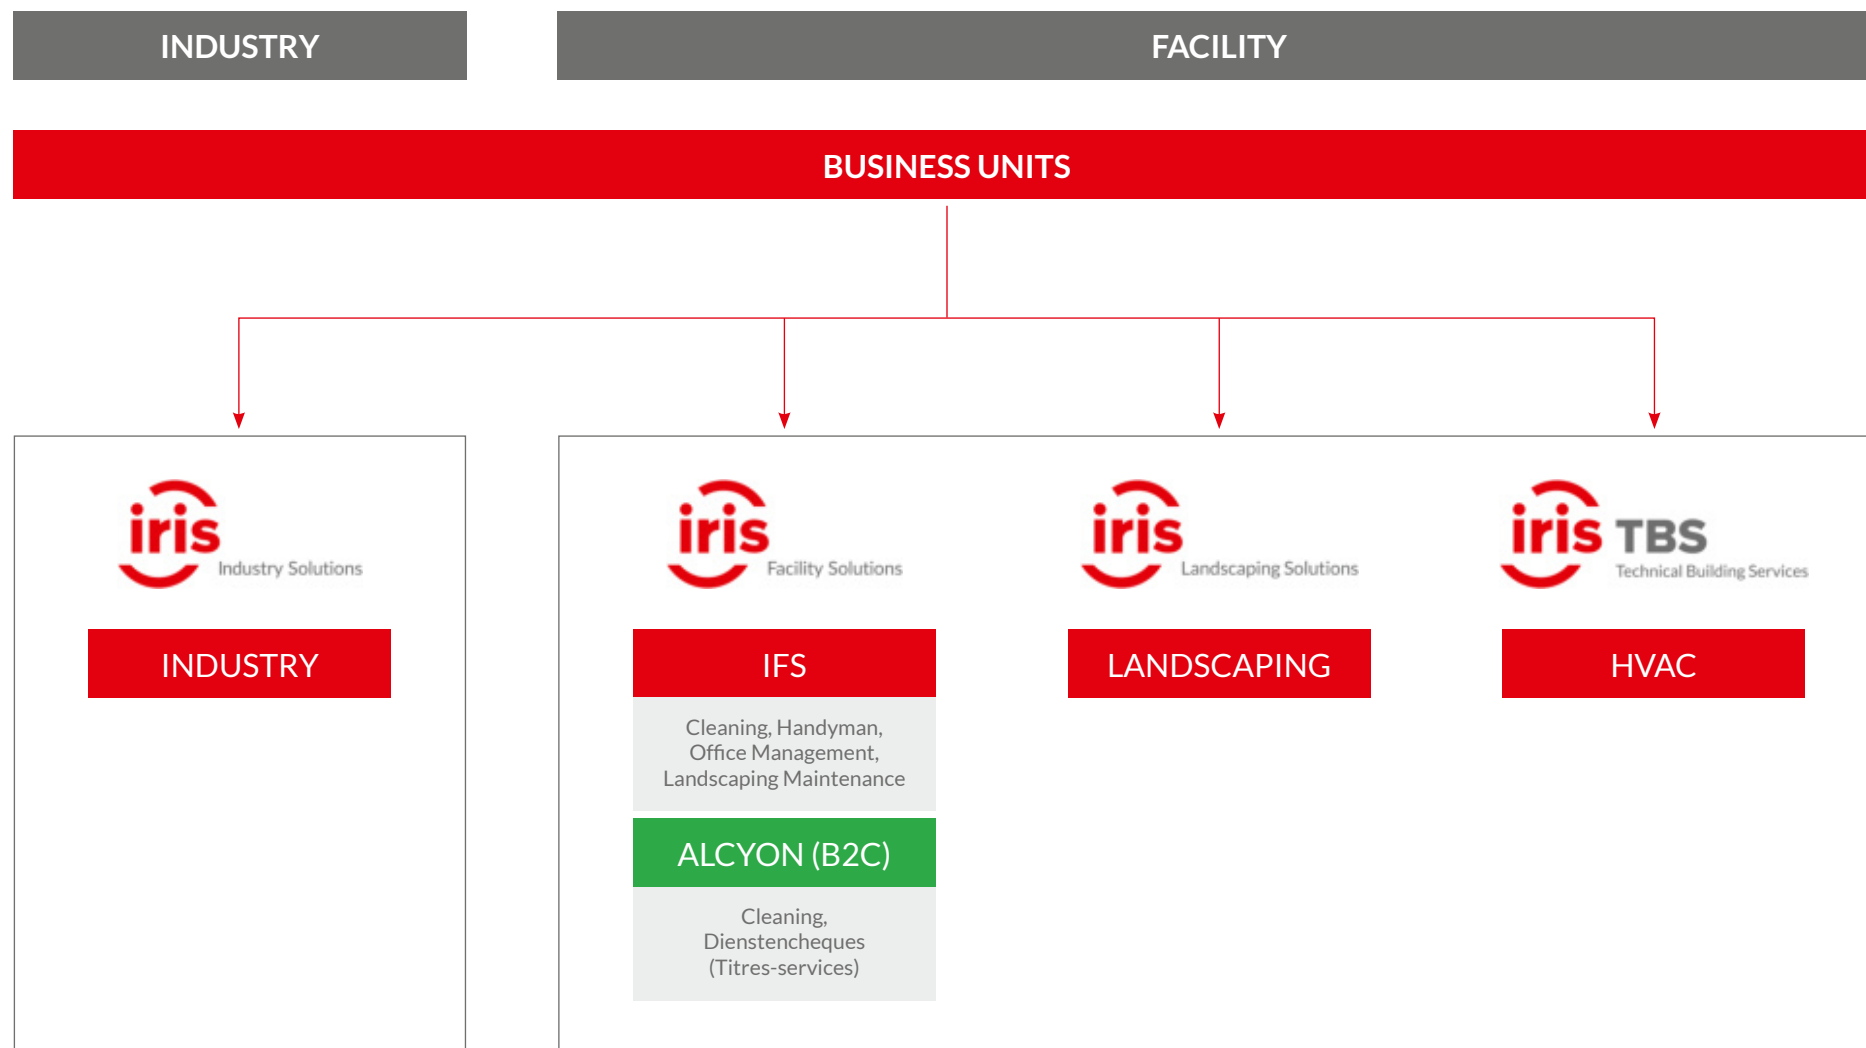 INDUSTRY
FACILITY
BUSINESS UNITS
iris
Industry Solutions
INDUSTRY
iris
Facility Solutions
IFS
Cleaning, Handyman,
Office Management,
Landscaping Maintenance
ALCYON (B2C)
Cleaning,
Dienstencheques
(Titres-services)
iris
Landscaping Solutions
LANDSCAPING
iris TBS
Technical Building Services
HVAC